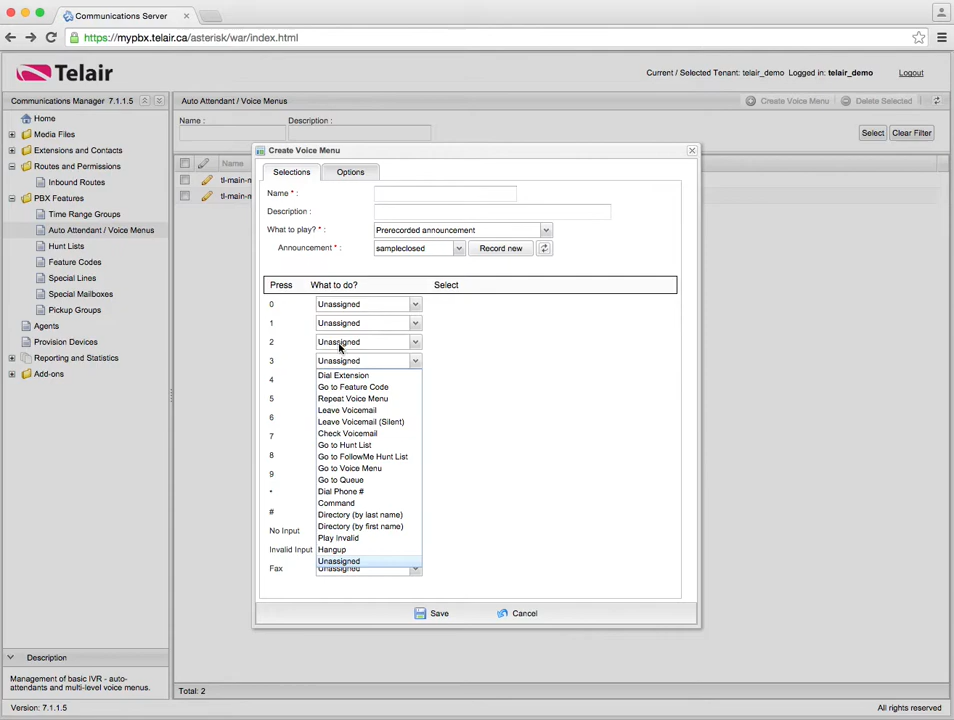 Communications Server
https://mypbx.telair.ca/asterisk/war/index.html
Telair
Current / Selected Tenant: telair_demo Logged in: telair_demo Logout
Communications Manager 7.1.1.5
Home
Media Files
Extensions and Contacts
Routes and Permissions
Inbound Routes
PBX Features
Time Range Groups
Auto Attendant / Voice Menus
Hunt Lists
Feature Codes
Special Lines
Special Mailboxes
Pickup Groups
Agents
Provision Devices
Reporting and Statistics
Add-ons
Description
Management of basic IVR - auto-
attendants and multi-level voice menus.
Version: 7.1.1.5
Auto Attendant / Voice Menus
Create Voice Menu Delete Selected
Name : Description :
Select Clear Filter
Name
tl-main-n
tl-main-n
Create Voice Menu
Selections Options
Name * :
Description :
What to play? * : Prerecorded announcement
Announcement * : sampleclosed Record new
Press What to do? Select
0 Unassigned
1 Unassigned
2 Unassigned
3 Unassigned
4
5
6
7
8
9
*
#
No Input
Invalid Input
Fax Unassigned
Dial Extension
Go to Feature Code
Repeat Voice Menu
Leave Voicemail
Leave Voicemail (Silent)
Check Voicemail
Go to Hunt List
Go to FollowMe Hunt List
Go to Voice Menu
Go to Queue
Dial Phone #
Command
Directory (by last name)
Directory (by first name)
Play Invalid
Hangup
Unassigned
Save Cancel
Total: 2
All rights reserved